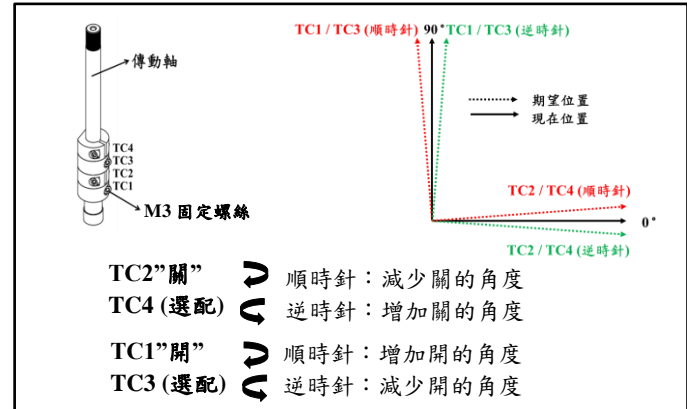 TC1 / TC3 (順時針) 90° TC1 / TC3 (逆時針)
傳動軸
期望位置
現在位置
TC4
TC3
TC2
TC1
M3 固定螺絲
TC2 / TC4 (順時針)
0°
TC2 / TC4 (逆時針)
TC2”關” 順時針：減少關的角度
TC4 (選配) 逆時針：增加關的角度
TC1”開” 順時針：增加開的角度
TC3 (選配) 逆時針：減少開的角度